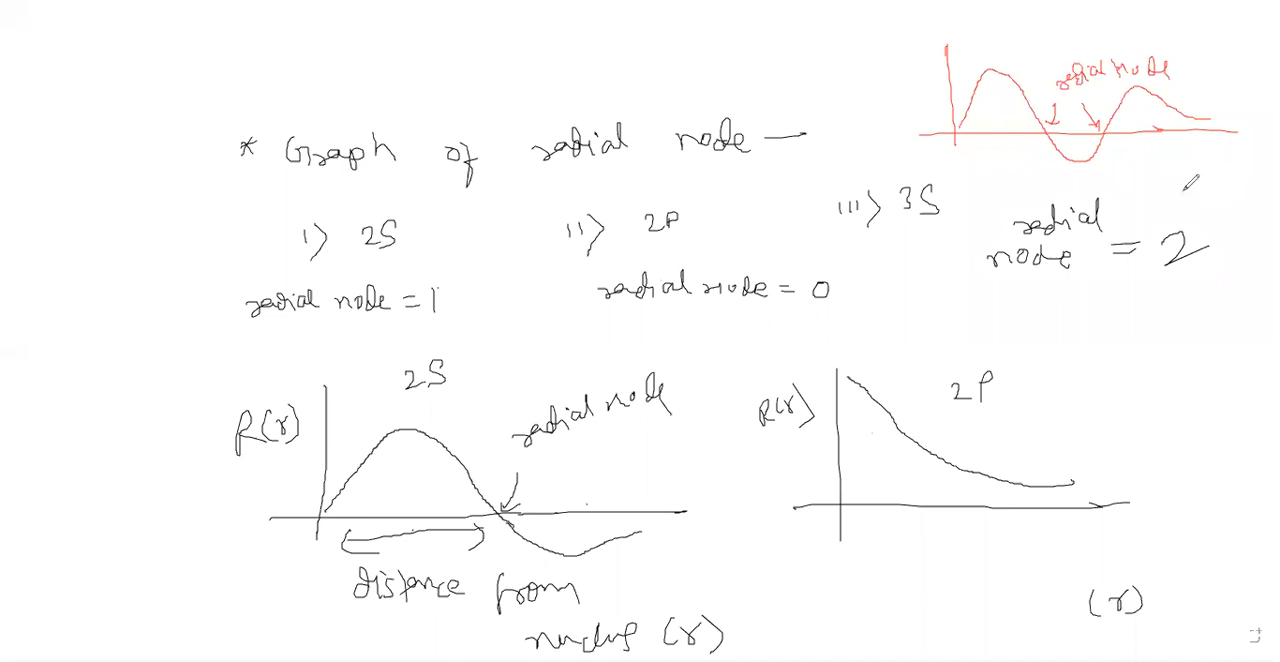 radial node
* Graph of radial node —
i) 2S
ii) 2P
iii) 3S
radial node = 2
radial node = 1
radial node = 0
2S
R(r)
radial node
R(r)
2P
distance from
nucleus (r)
(r)